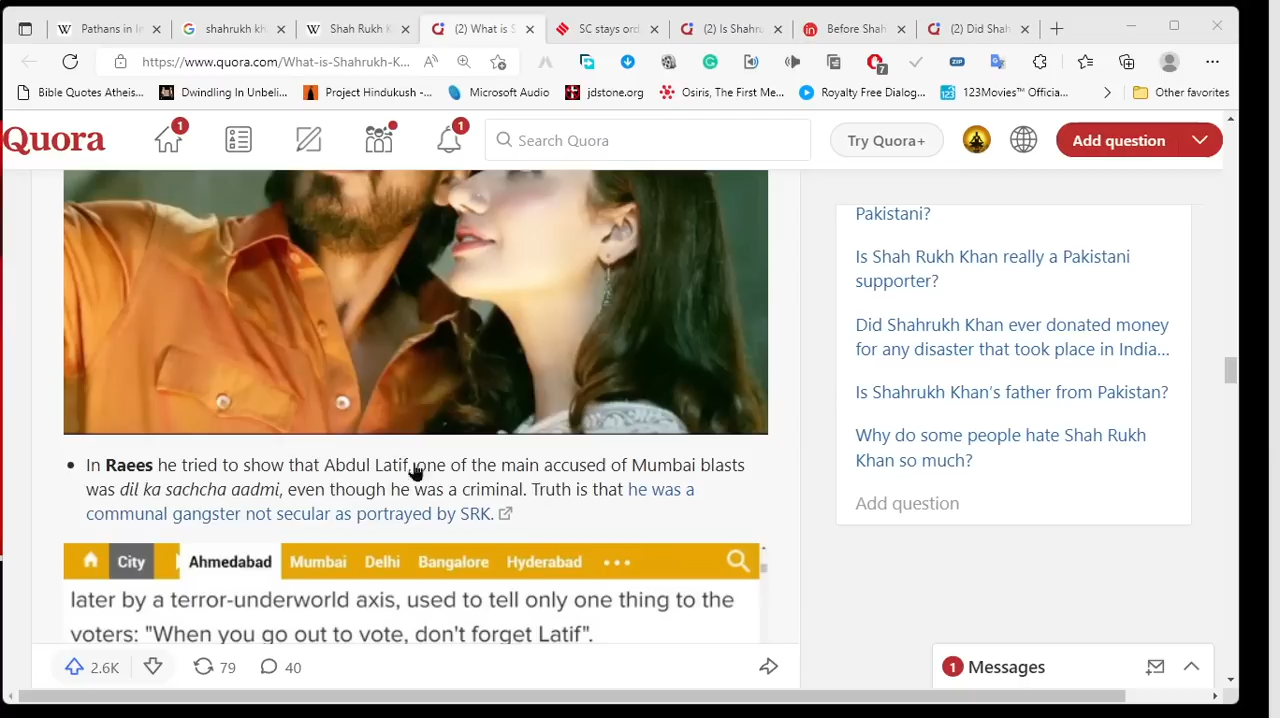 Pathans in In
shahrukh kh
Shah Rukh K
(2) What is S
SC stays ord
(2) Is Shahru
Before Shah
(2) Did Shah
https://www.quora.com/What-is-Shahrukh-K...
7
Bible Quotes Atheis...
Dwindling In Unbeli...
Project Hindukush -...
Microsoft Audio
jdstone.org
Osiris, The First Me...
Royalty Free Dialog...
123Movies™ Officia...
Other favorites
Quora
1
1
Search Quora
Try Quora+
Add question
Pakistani?
Is Shah Rukh Khan really a Pakistani
supporter?
Did Shahrukh Khan ever donated money
for any disaster that took place in India...
Is Shahrukh Khan's father from Pakistan?
Why do some people hate Shah Rukh
Khan so much?
Add question
In Raees he tried to show that Abdul Latif one of the main accused of Mumbai blasts
was dil ka sachcha aadmi, even though he was a criminal. Truth is that he was a
communal gangster not secular as portrayed by SRK.
City Ahmedabad Mumbai Delhi Bangalore Hyderabad
later by a terror-underworld axis, used to tell only one thing to the
voters: "When you go out to vote, don't forget Latif".
2.6K 79 40
1 Messages